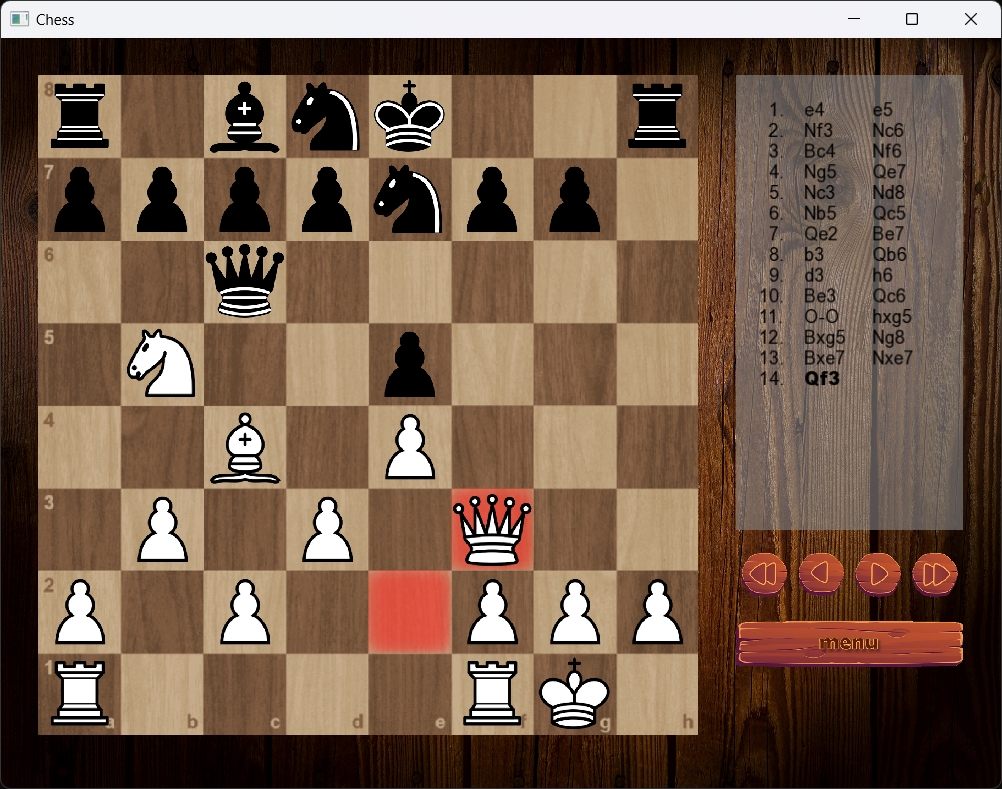 Chess
8
7
6
5
4
3
2
1
a b c d e f g h
1. e4 e5
2. Nf3 Nc6
3. Bc4 Nf6
4. Ng5 Qe7
5. Nc3 Nd8
6. Nb5 Qc5
7. Qe2 Be7
8. b3 Qb6
9. d3 h6
10. Be3 Qc6
11. O-O hxg5
12. Bxg5 Ng8
13. Bxe7 Nxe7
14. Qf3
menu